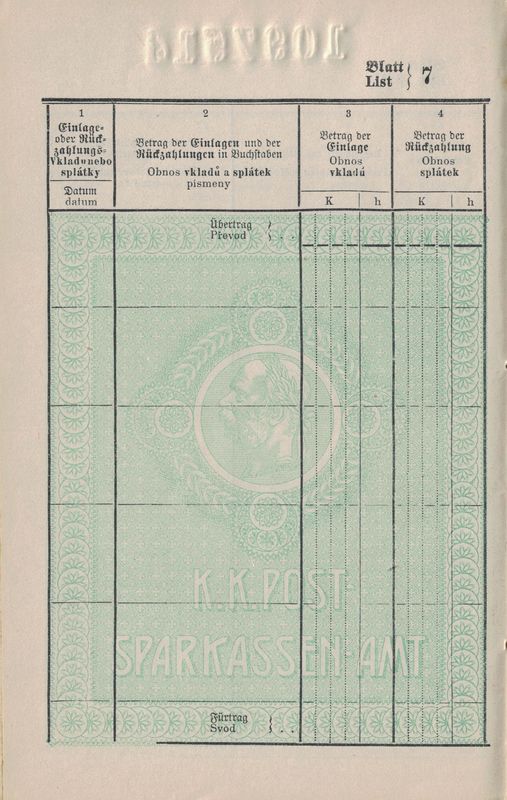 1097614
Blatt
List } 7
1 2 3 4
Einlage-
oder Rück-
zahlungs-
Vkladu nebo
splátky
Datum
datum
Betrag der Einlagen und der
Rückzahlungen in Buchstaben
Obnos vkladů a splátek
písmeny
Betrag der
Einlage
Obnos
vkladů
K h
Betrag der
Rückzahlung
Obnos
splátek
K h
Übertrag
Převod } . .
K.K.POST-
SPARKASSEN-AMT
Fürtrag
Svod } . .